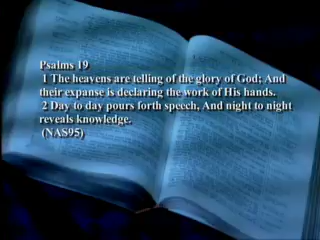 Psalms 19
1 The heavens are telling of the glory of God; And
their expanse is declaring the work of His hands.
2 Day to day pours forth speech, And night to night
reveals knowledge.
(NAS95)